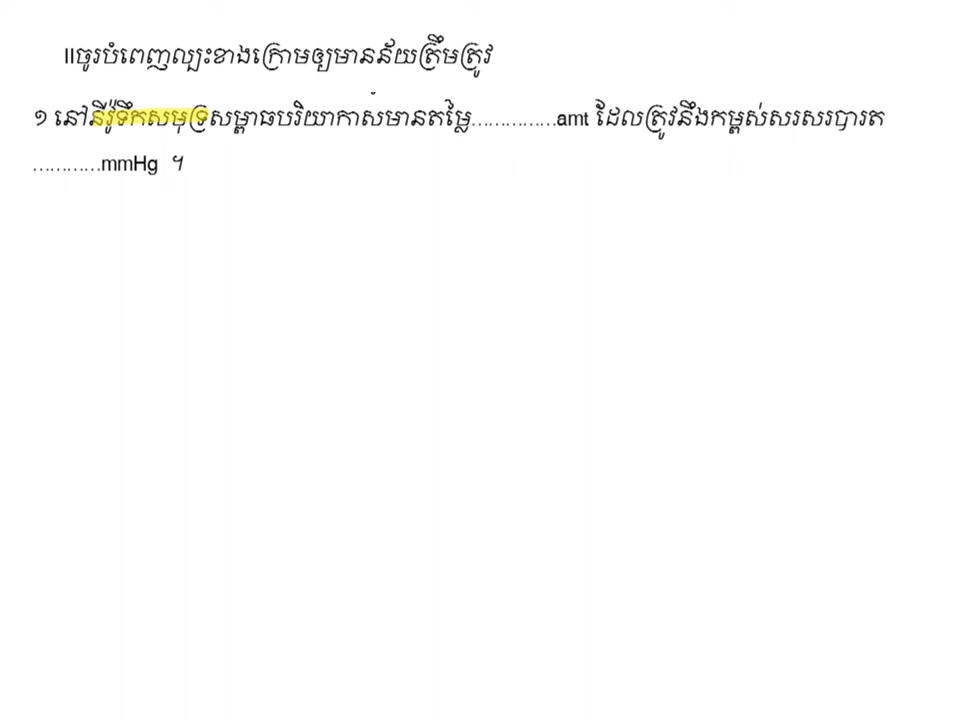 IIចូរបំពេញល្បះខាងក្រោមឲ្យមានន័យត្រឹមត្រូវ
១ នៅនីវ៉ូទឹកសមុទ្រសម្ពាធបរិយាកាសមានតម្លៃ……………amt ដែលត្រូវនឹងកម្ពស់សរសរបារត
…………mmHg ។